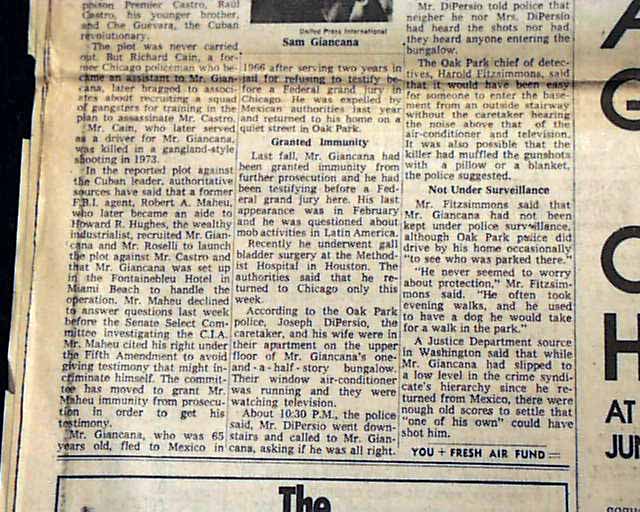 poison Premier Castro, Raul
Castro, his younger brother,
and Che Guevara, the Cuban
revolutionary.
The plot was never carried
out. But Richard Cain, a for-
mer Chicago policeman who be-
came an assistant to Mr. Gian-
cana, later bragged to associ-
ates about recruiting a squad
of gangsters for training in the
plan to assassinate Mr. Castro.
Mr. Cain, who later served
as a driver for Mr. Giancana,
was killed in a gangland-style
shooting in 1973.
In the reported plot against
the Cuban leader, authoritative
sources have said that a former
F.B.I. agent, Robert A. Maheu,
who later became an aide to
Howard R. Hughes, the wealthy
industrialist, recruited Mr. Gian-
cana and Mr. Roselli to launch
the plot against Mr. Castro and
that Mr. Giancana was set up
in the Fontainebleu Hotel in
Miami Beach to handle the
operation. Mr. Maheu declined
to answer questions last week
before the Senate Select Com-
mittee investigating the C.I.A.
Mr. Maheu cited his right under
the Fifth Amendment to avoid
giving testimony that might in-
criminate himself. The commit-
tee has moved to grant Mr.
Maheu immunity from prosecu-
tion in order to get his
testimony.
Mr. Giancana, who was 65
years old, fled to Mexico in
United Press International
Sam Giancana
1966 after serving two years in
jail for refusing to testify be-
fore a Federal grand jury in
Chicago. He was expelled by
Mexican authorities last year
and returned to his home on a
quiet street in Oak Park.
Granted Immunity
Last fall, Mr. Giancana had
been granted immunity from
further prosecution and he had
been testifying before a Fed-
eral grand jury here. His last
appearance was in February
and he was questioned about
mob activities in Latin America.
Recently he underwent gall
bladder surgery at the Method-
ist Hospital in Houston. The
authorities said that he re-
turned to Chicago only this
week.
According to the Oak Park
police, Joseph DiPersio, the
caretaker, and his wife were in
their apartment on the upper
floor of Mr. Giancana's one-
and-a-half-story bungalow.
Their window air-conditioner
was running and they were
watching television.
About 10:30 P.M., the police
said, Mr. DiPersio went down-
stairs and called to Mr. Gian-
cana, asking if he was all right.
Mr. DiPersio told police that
neigher he nor Mrs. DiPersio
had heard the shots nor had
they heard anyone entering the
bungalow.
The Oak Park chief of detec-
tives, Harold Fitzsimmons, said
that it would have been easy
for someone to enter the base-
ment from an outside stairway
without the caretaker hearing
the noise above that of the
air-conditioner and television.
It was also possible that the
killer had muffled the gunshots
with a pillow or a blanket,
the police suggested.
Not Under Surveillance
Mr. Fitzsimmons said that
Mr. Giancana had not been
kept under police surveillance,
although Oak Park police did
drive by his home occasionally
"to see who was parked there."
"He never seemed to worry
about protection," Mr. Fitzsim-
mons said. "He often took
evening walks, and he used
to have a dog he would take
for a walk in the park."
A Justice Department source
in Washington said that while
Mr. Giancana had slipped to
a low level in the crime syndi-
cate's hierarchy since he re-
turned from Mexico, there were
nough old scores to settle that
"one of his own" could have
shot him.
YOU + FRESH AIR FUND =
The
A
G
C
H
AT
JUN